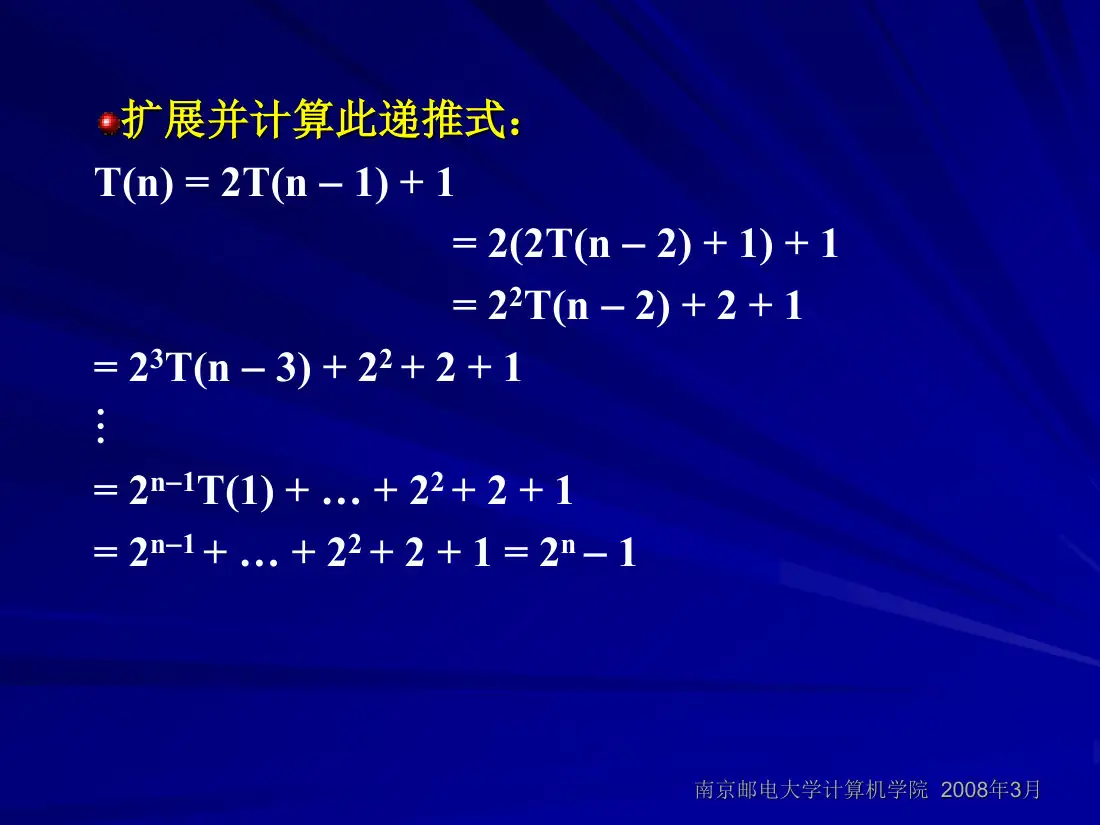 扩展并计算此递推式：
T(n) = 2T(n – 1) + 1
= 2(2T(n – 2) + 1) + 1
= 2²T(n – 2) + 2 + 1
= 2³T(n – 3) + 2² + 2 + 1
⋮
= 2ⁿ⁻¹T(1) + … + 2² + 2 + 1
= 2ⁿ⁻¹ + … + 2² + 2 + 1 = 2ⁿ – 1
南京邮电大学计算机学院 2008年3月